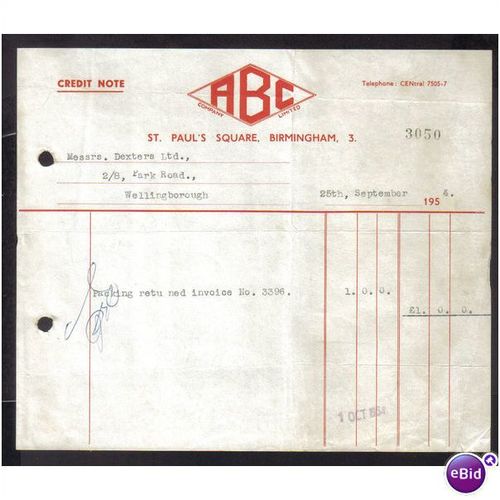 CREDIT NOTE
ABC
COMPANY LIMITED
Telephone: CENtral 7505-7
ST. PAUL'S SQUARE, BIRMINGHAM, 3.
3050
Messrs. Dexters Ltd.,
2/8, Park Road.,
Wellingborough
25th, September 1954.
Packing retu ned invoice No. 3396. 1. 0. 0.
£1. 0. 0.
1 OCT 1954
eBid